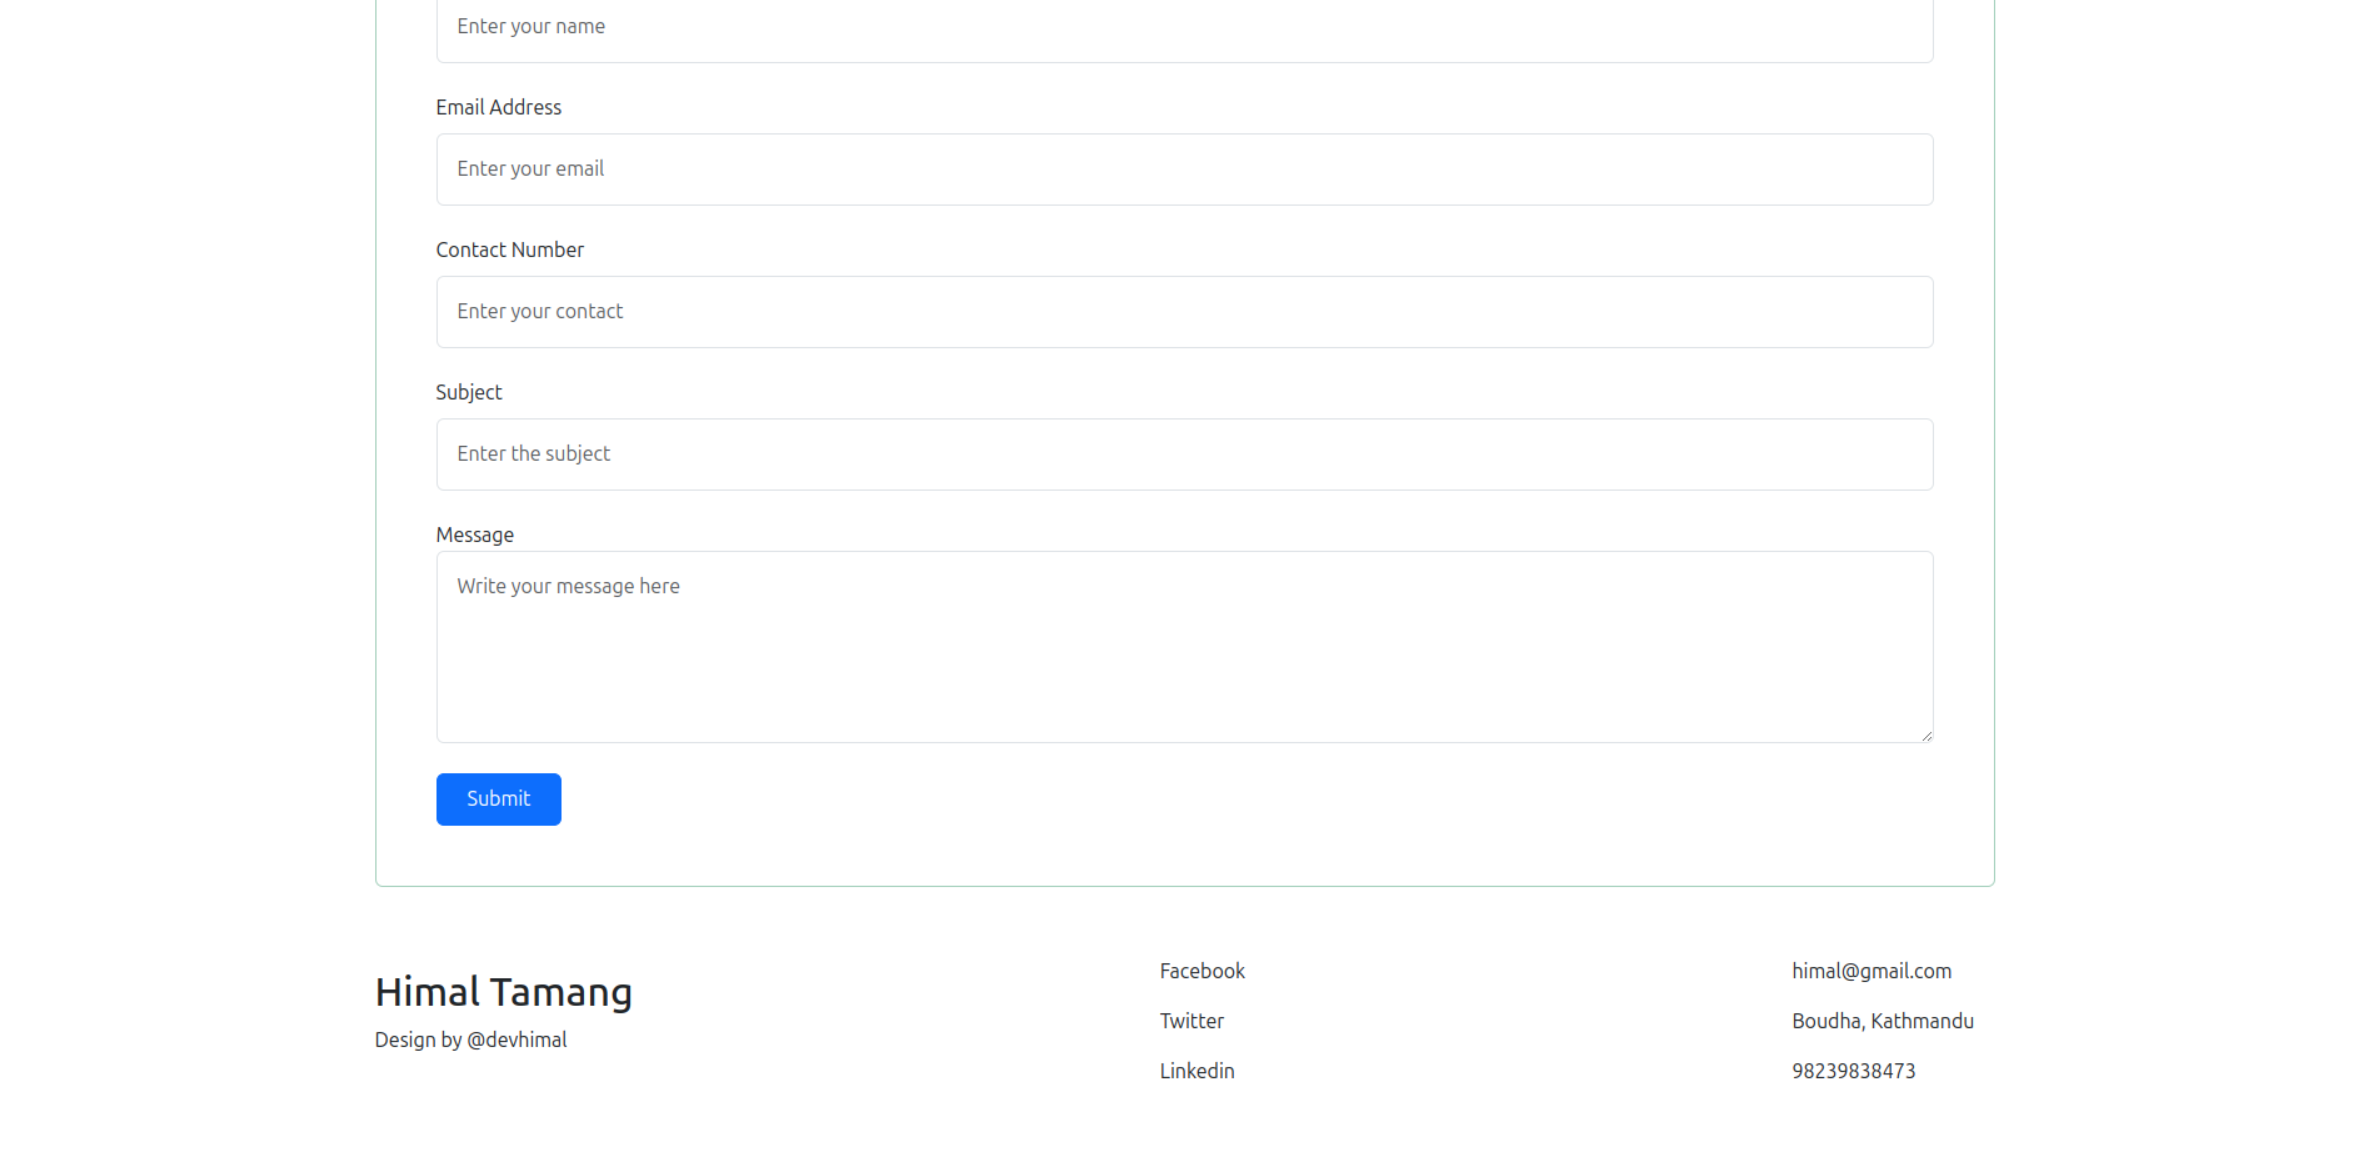 Enter your name
Email Address
Enter your email
Contact Number
Enter your contact
Subject
Enter the subject
Message
Write your message here
Submit
Himal Tamang
Design by @devhimal
Facebook
Twitter
Linkedin
himal@gmail.com
Boudha, Kathmandu
98239838473